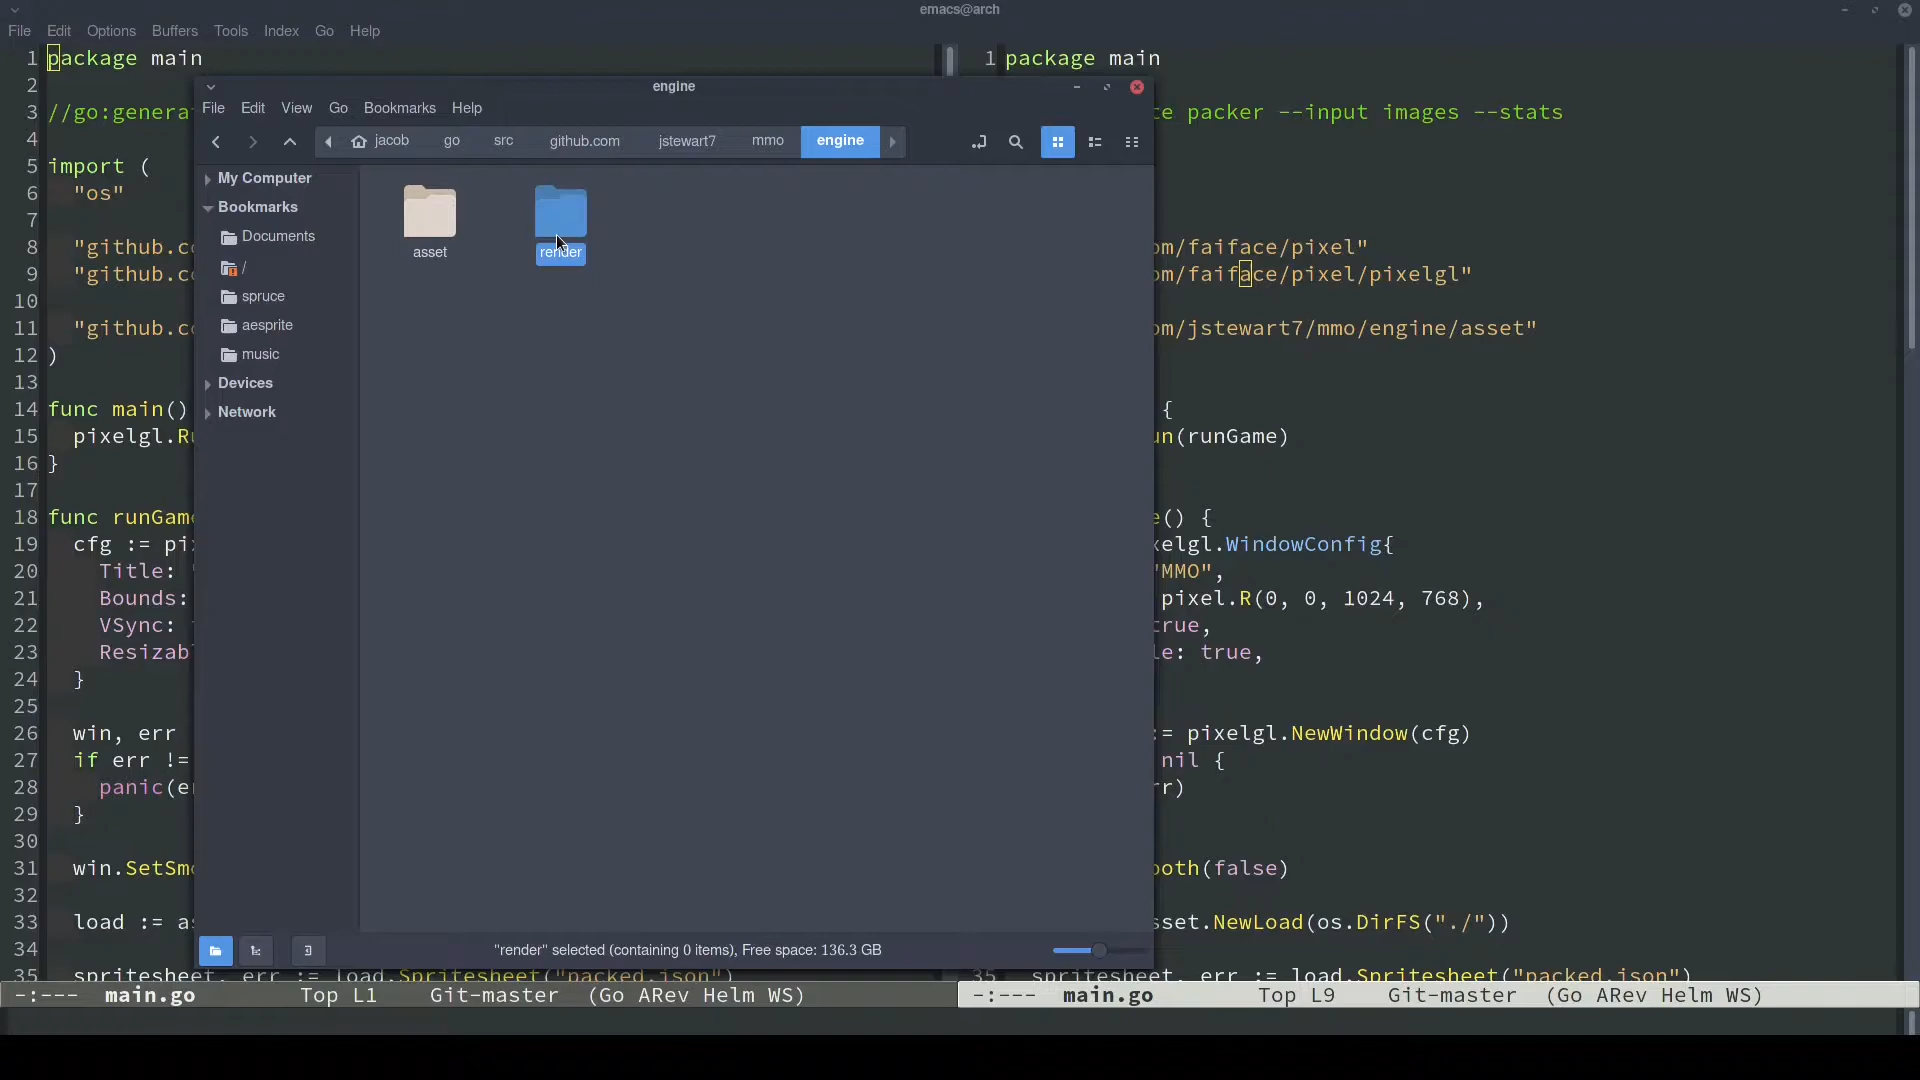 emacs@arch
File Edit Options Buffers Tools Index Go Help
engine
File Edit View Go Bookmarks Help
jacob go src github.com jstewart7 mmo engine
My Computer
Bookmarks
Documents
/
spruce
aesprite
music
Devices
Network
asset
render
"render" selected (containing 0 items), Free space: 136.3 GB
1 package main
2
3 //go:genera
4
5 import (
6 "os"
7
8 "github.co
9 "github.co
10
11 "github.co
12 )
13
14 func main()
15 pixelgl.Ru
16 }
17
18 func runGame
19 cfg := pix
20 Title:
21 Bounds:
22 VSync:
23 Resizab
24 }
25
26 win, err
27 if err !=
28 panic(er
29 }
30
31 win.SetSmo
32
33 load := as
34
35 spritesheet, err := load.Spritesheet("packed.json")
-:--- main.go Top L1 Git-master (Go ARev Helm WS)
1 package main
te packer --input images --stats
om/faiface/pixel"
om/faiface/pixel/pixelgl"
om/jstewart7/mmo/engine/asset"
{
un(runGame)
e() {
xelgl.WindowConfig{
"MMO",
pixel.R(0, 0, 1024, 768),
true,
le: true,
:= pixelgl.NewWindow(cfg)
nil {
rr)
ooth(false)
sset.NewLoad(os.DirFS("./"))
35 spritesheet, err := load.Spritesheet("packed.json")
-:--- main.go Top L9 Git-master (Go ARev Helm WS)